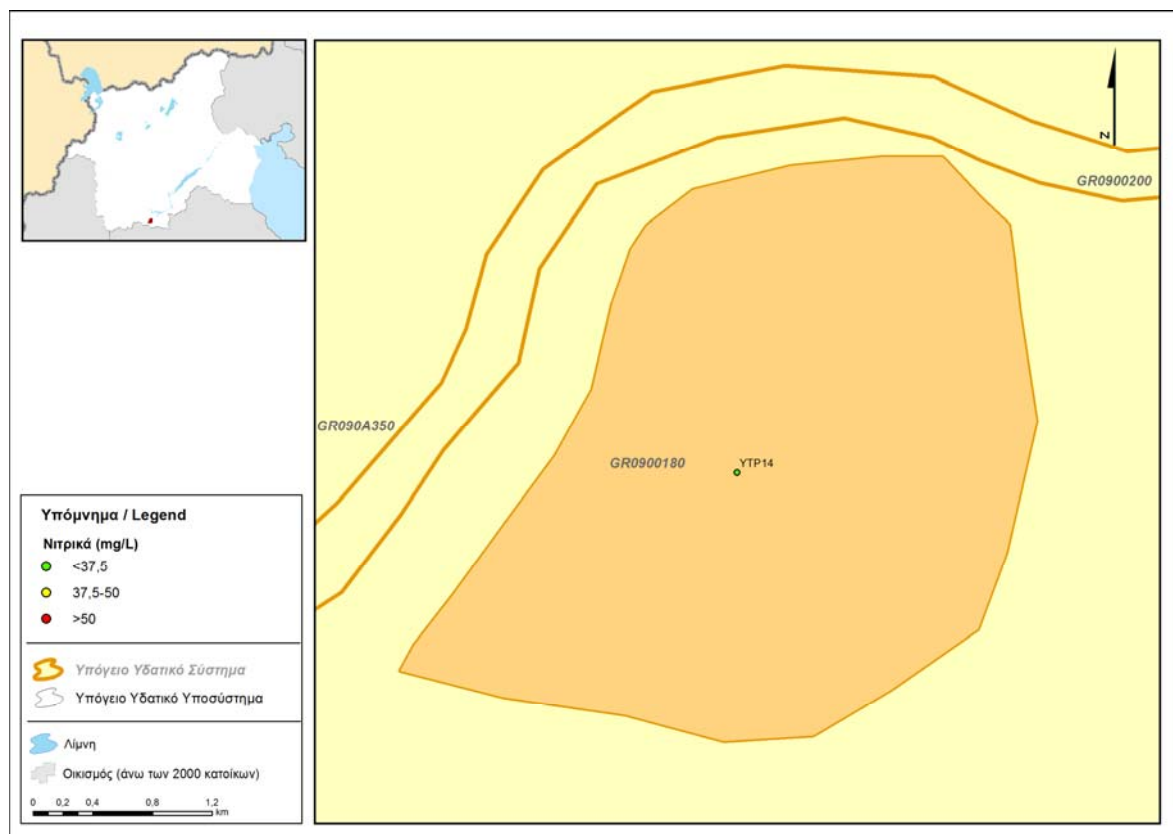 Z
GR0900200
GR090A350
GR0900180
YTP14
Υπόμνημα / Legend
Νιτρικά (mg/L)
<37,5
37,5-50
>50
Υπόγειο Υδατικό Σύστημα
Υπόγειο Υδατικό Υποσύστημα
Λίμνη
Οικισμός (άνω των 2000 κατοίκων)
0 0,2 0,4 0,8 1,2
km